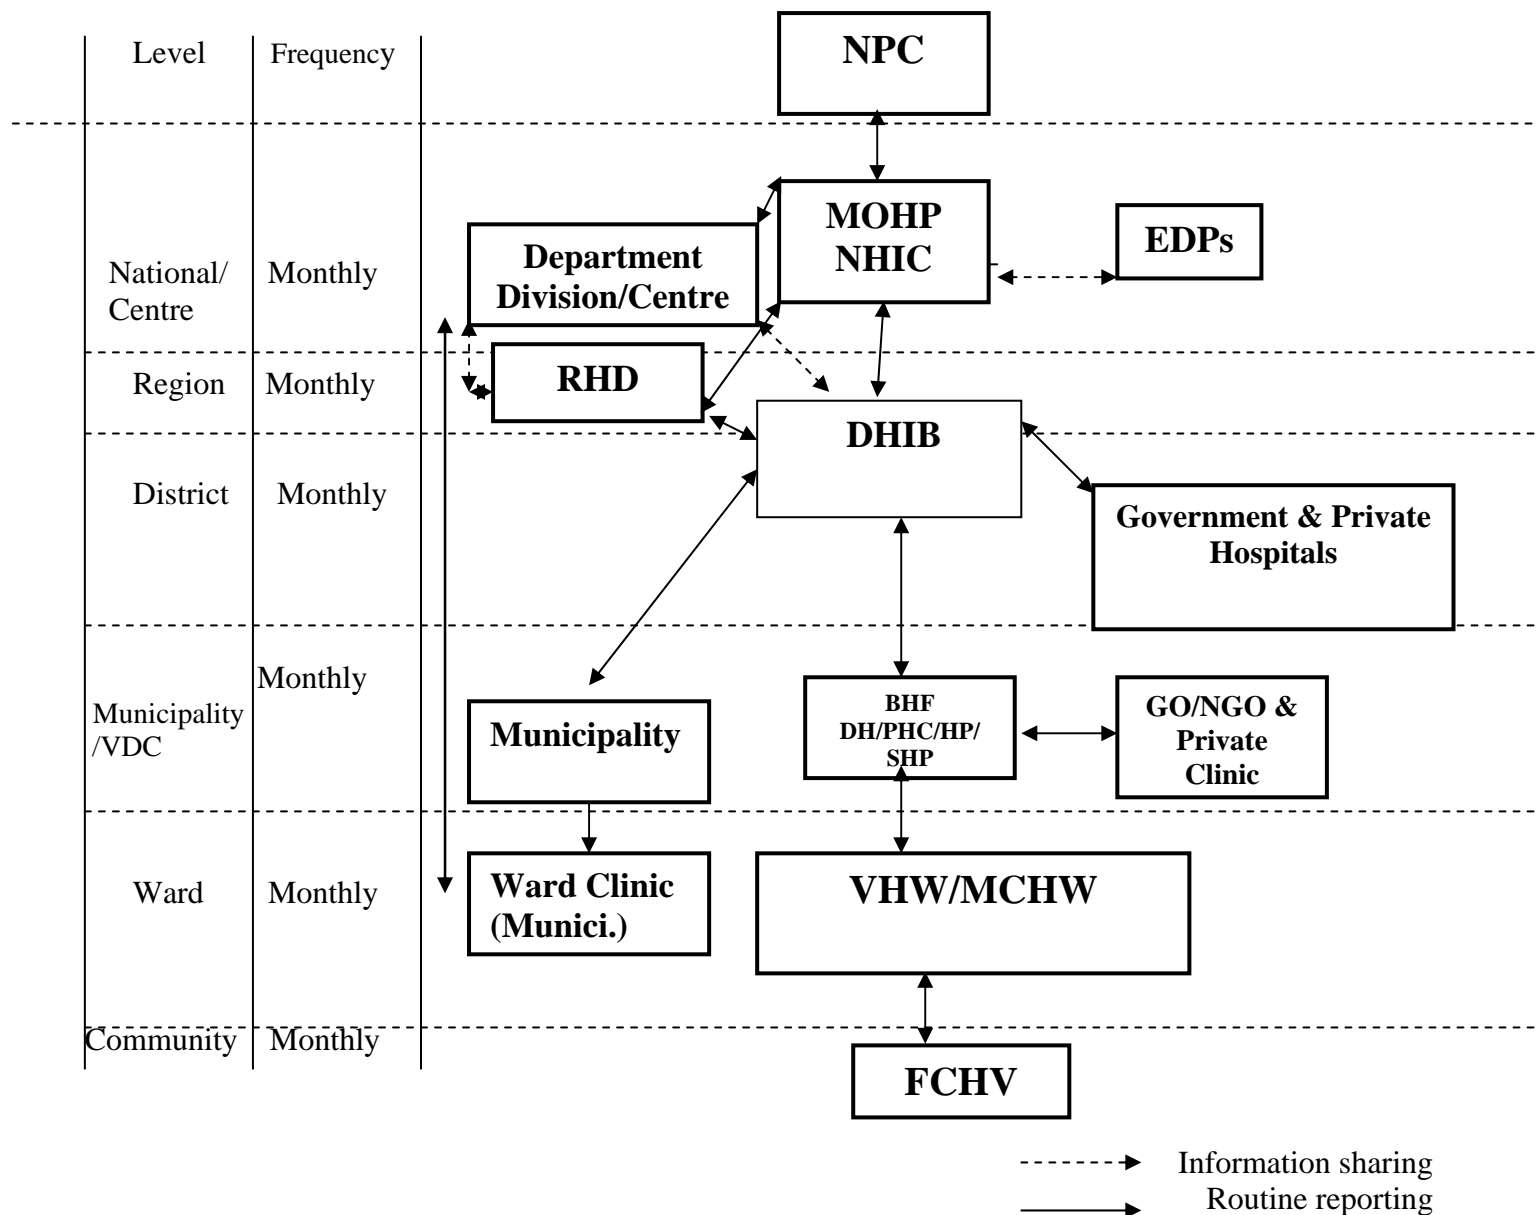 Level
Frequency
NPC
National/
Centre
Monthly
Department
Division/Centre
MOHP
NHIC
EDPs
Region
Monthly
RHD
DHIB
District
Monthly
Government & Private
Hospitals
Municipality
/VDC
Monthly
Municipality
BHF
DH/PHC/HP/
SHP
GO/NGO &
Private
Clinic
Ward
Monthly
Ward Clinic
(Munici.)
VHW/MCHW
Community
Monthly
FCHV
Information sharing
Routine reporting